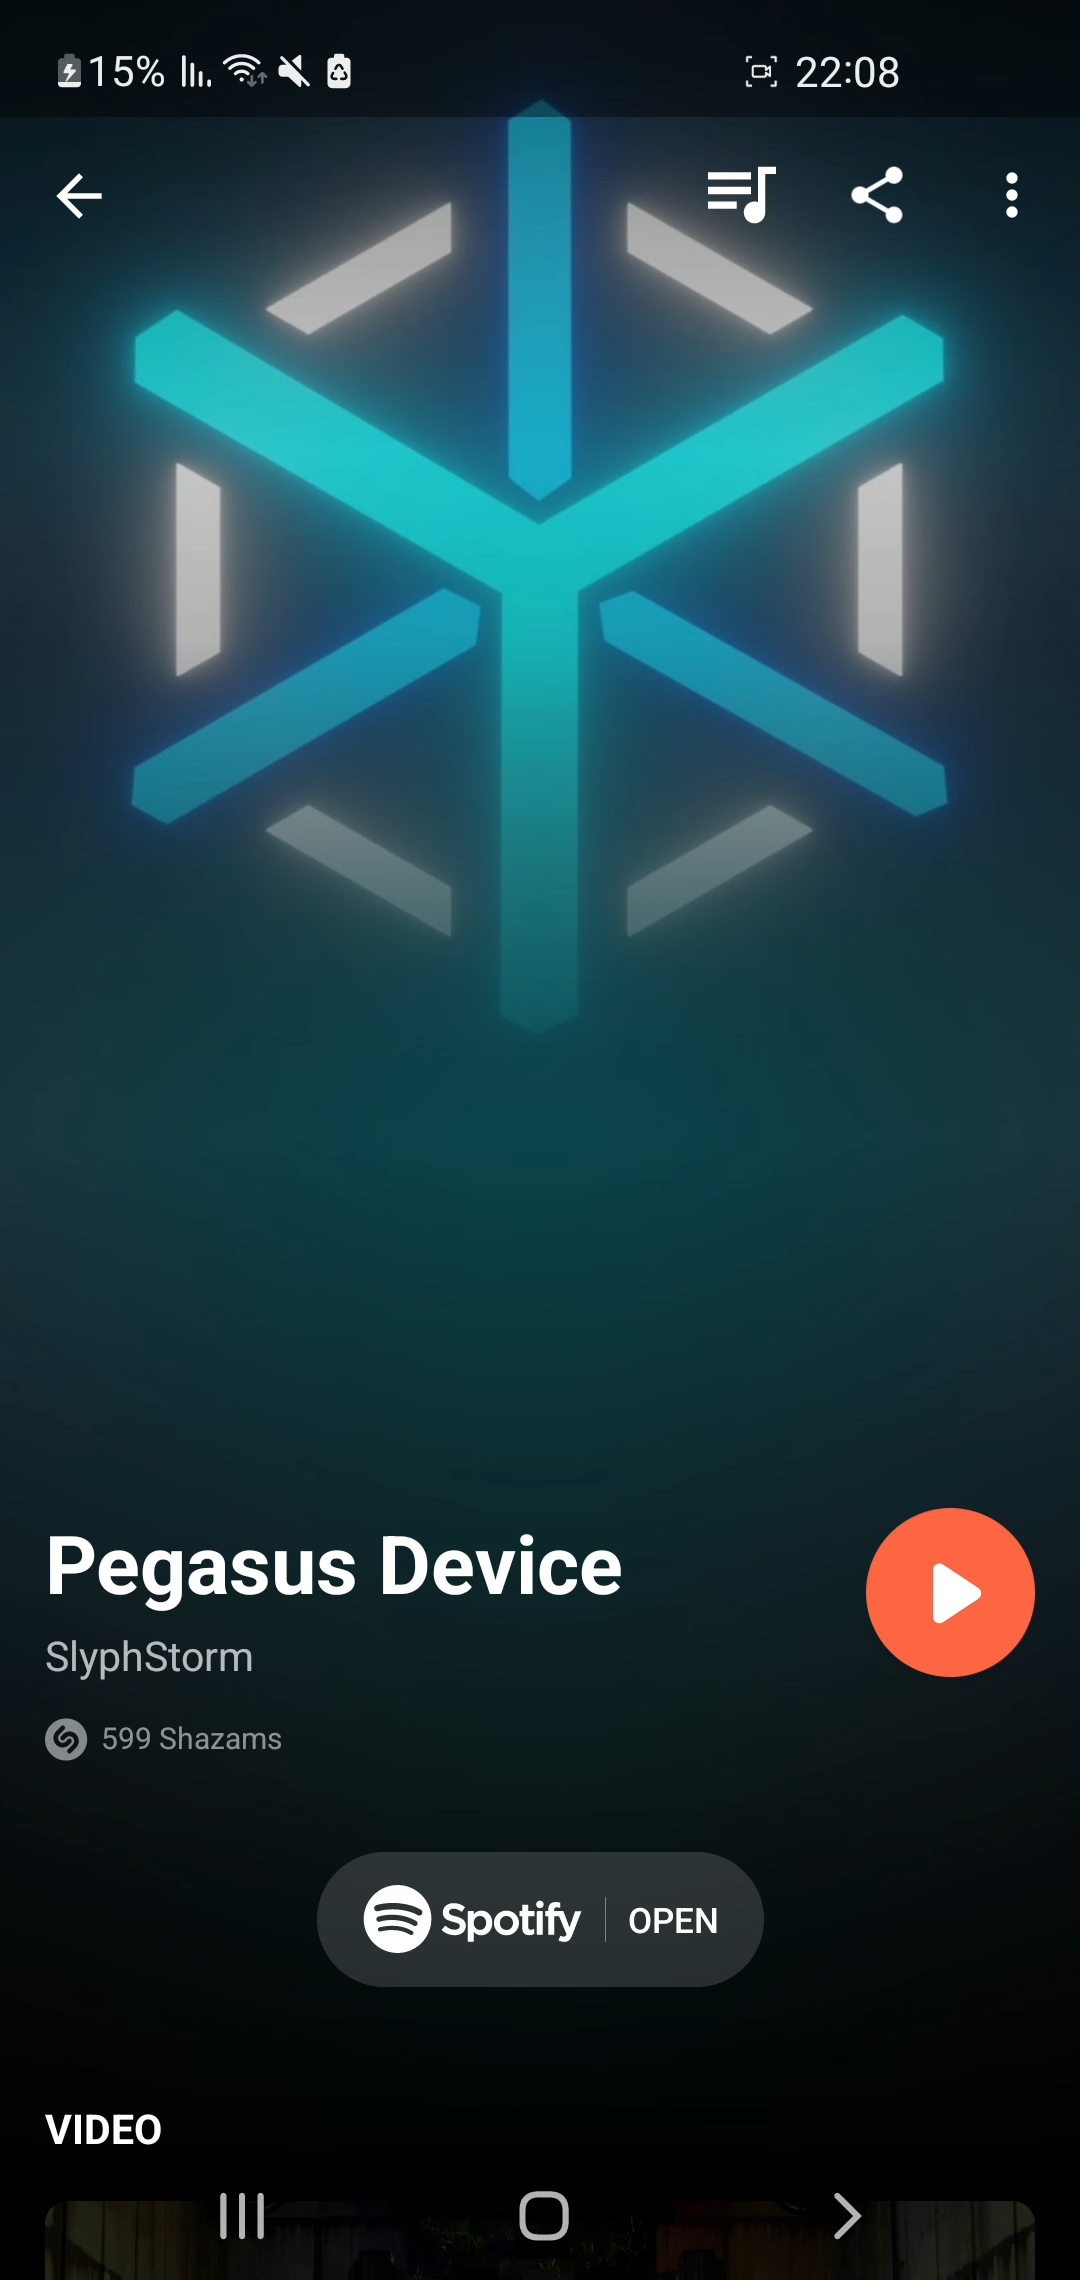 15% 22:08
Pegasus Device
SlyphStorm
599 Shazams
Spotify OPEN
VIDEO